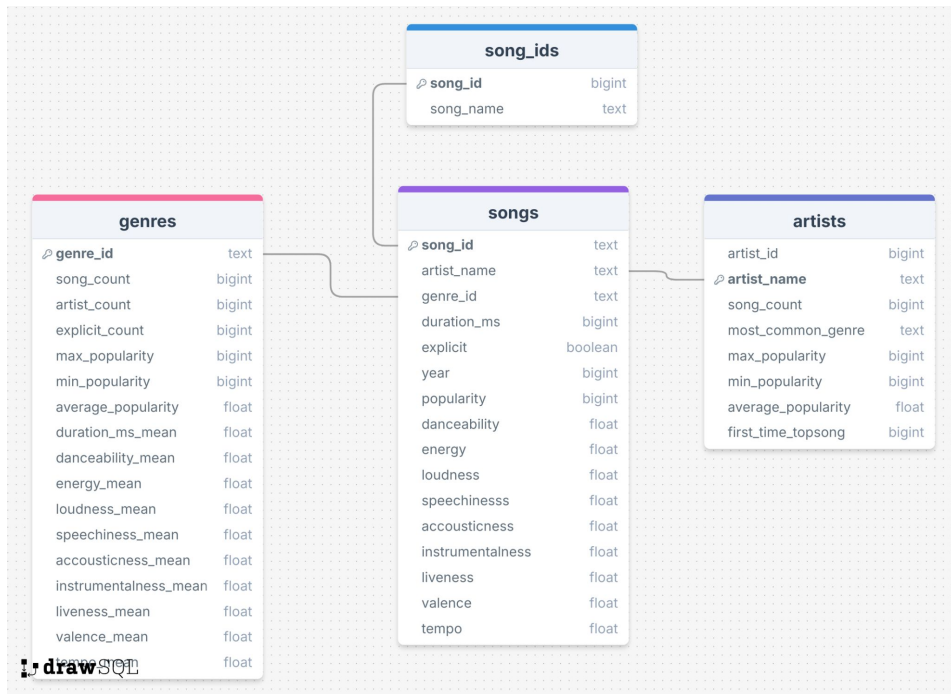 song_ids
song_id bigint
song_name text
genres
genre_id text
song_count bigint
artist_count bigint
explicit_count bigint
max_popularity bigint
min_popularity bigint
average_popularity float
duration_ms_mean float
danceability_mean float
energy_mean float
loudness_mean float
speechiness_mean float
accousticness_mean float
instrumentalness_mean float
liveness_mean float
valence_mean float
tempo_mean float
songs
song_id text
artist_name text
genre_id text
duration_ms bigint
explicit boolean
year bigint
popularity bigint
danceability float
energy float
loudness float
speechinesss float
accousticness float
instrumentalness float
liveness float
valence float
tempo float
artists
artist_id bigint
artist_name text
song_count bigint
most_common_genre text
max_popularity bigint
min_popularity bigint
average_popularity float
first_time_topsong bigint
drawSQL